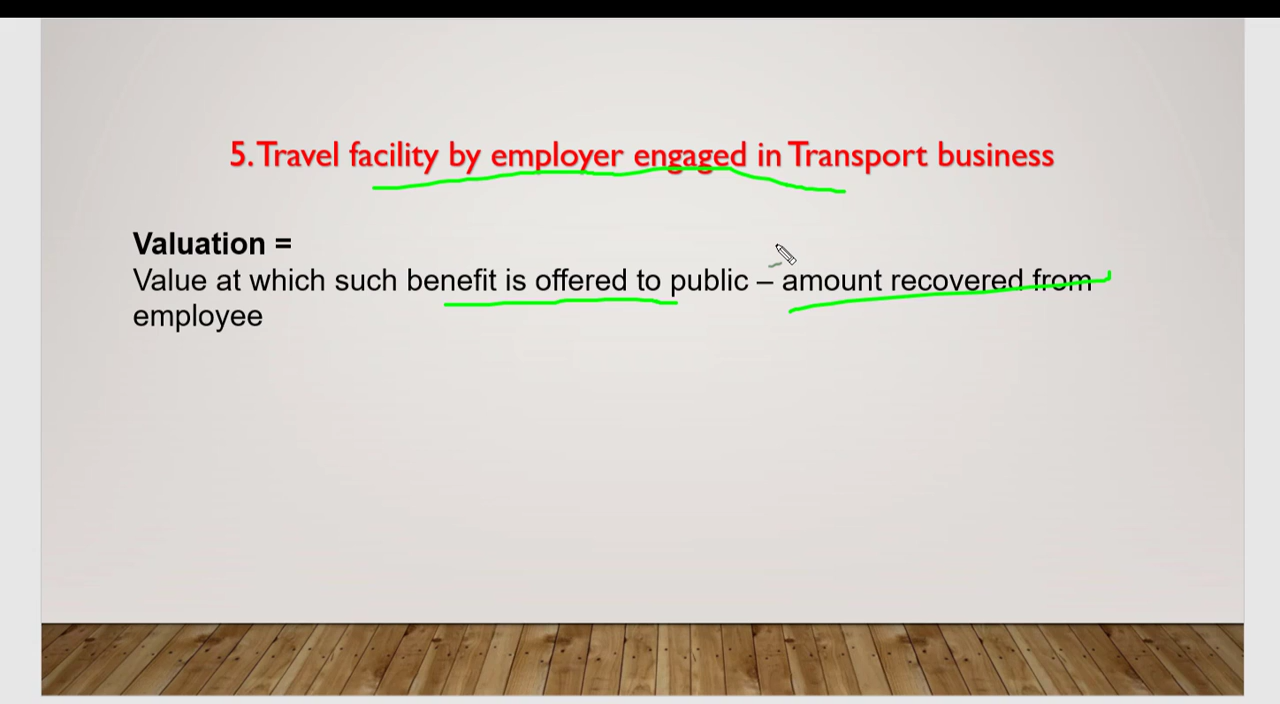 5. Travel facility by employer engaged in Transport business
Valuation =
Value at which such benefit is offered to public – amount recovered from
employee